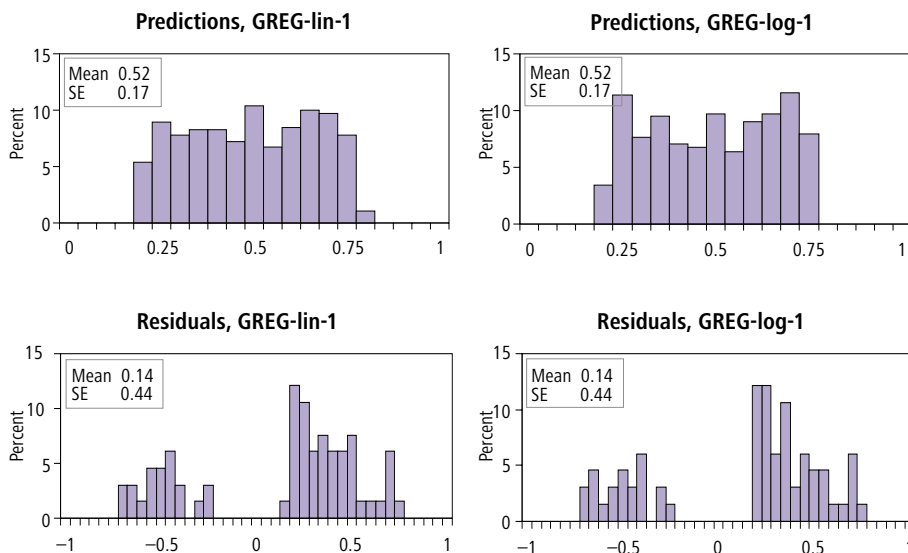 Predictions, GREG-lin-1
15
10
5
0
Percent
Mean 0.52
SE 0.17
0 0.25 0.5 0.75 1
Predictions, GREG-log-1
15
10
5
0
Percent
Mean 0.52
SE 0.17
0 0.25 0.5 0.75 1
Residuals, GREG-lin-1
15
10
5
0
Percent
Mean 0.14
SE 0.44
−1 −0.5 0 0.5 1
Residuals, GREG-log-1
15
10
5
0
Percent
Mean 0.14
SE 0.44
−1 −0.5 0 0.5 1